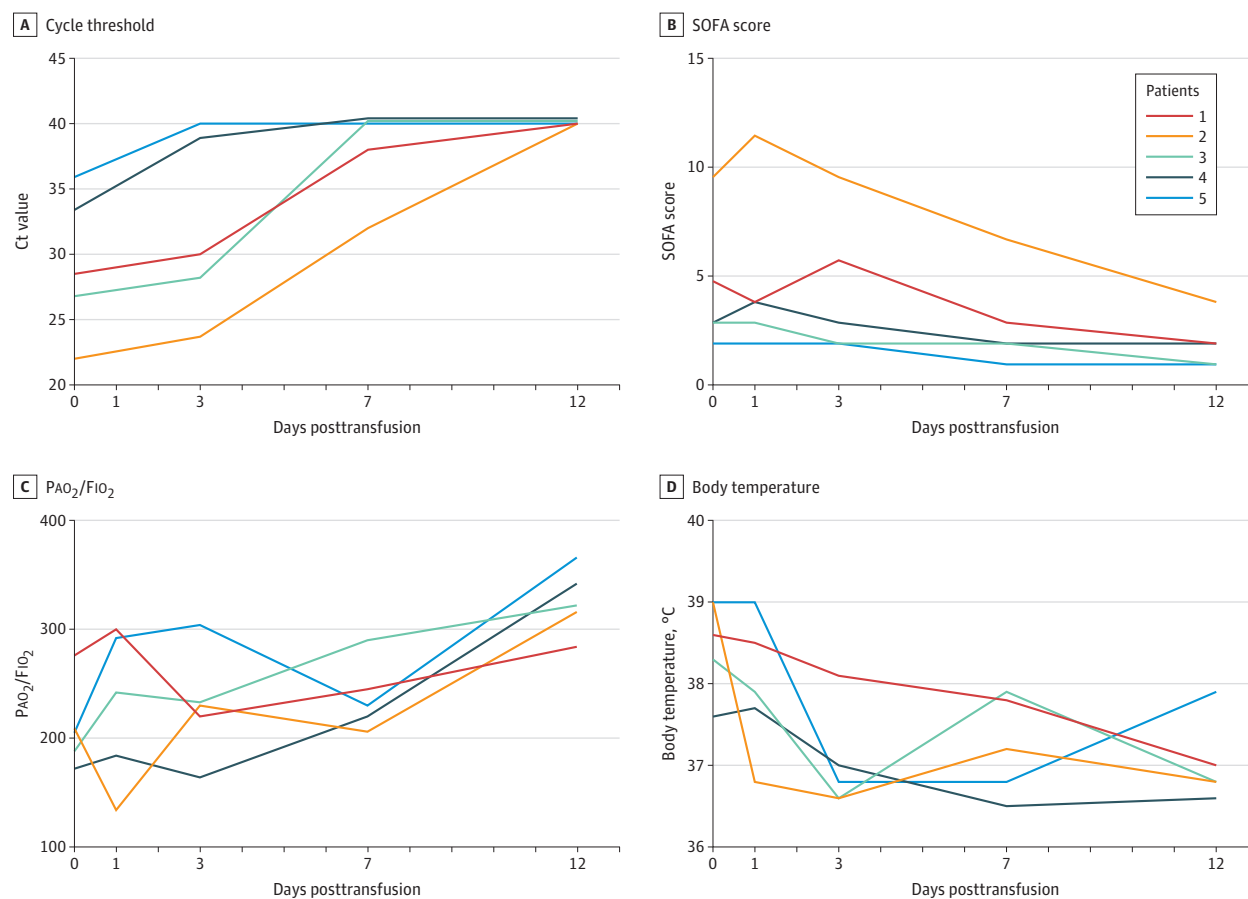 A Cycle threshold
45
40
35
30
25
20
Ct value
0 1 3 7 12
Days posttransfusion
B SOFA score
15
10
5
0
SOFA score
0 1 3 7 12
Days posttransfusion
Patients
1
2
3
4
5
C PAO2/FIO2
400
300
200
100
PAO2/FIO2
0 1 3 7 12
Days posttransfusion
D Body temperature
40
39
38
37
36
Body temperature, °C
0 1 3 7 12
Days posttransfusion